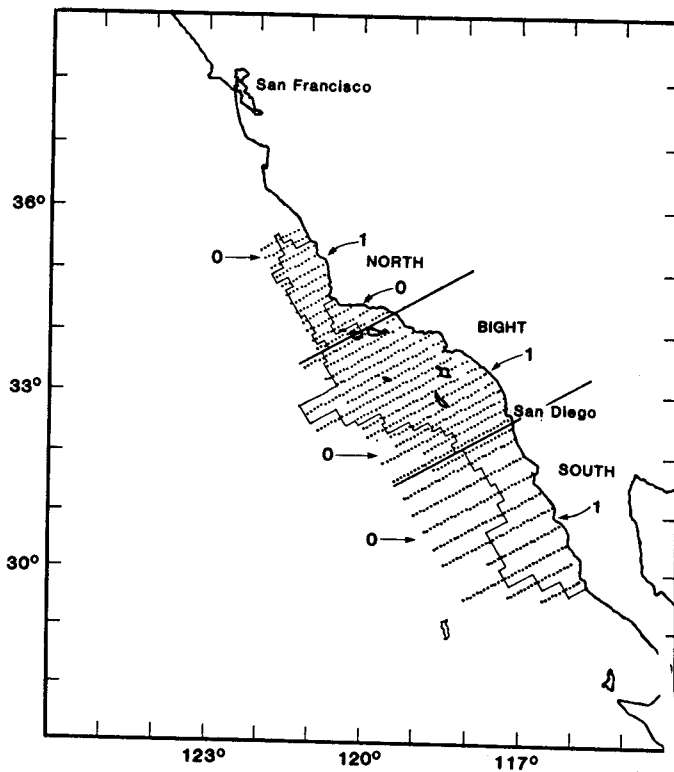 San Francisco
36°
0
1
NORTH
0
BIGHT
1
33°
San Diego
0
SOUTH
1
0
30°
123°
120°
117°